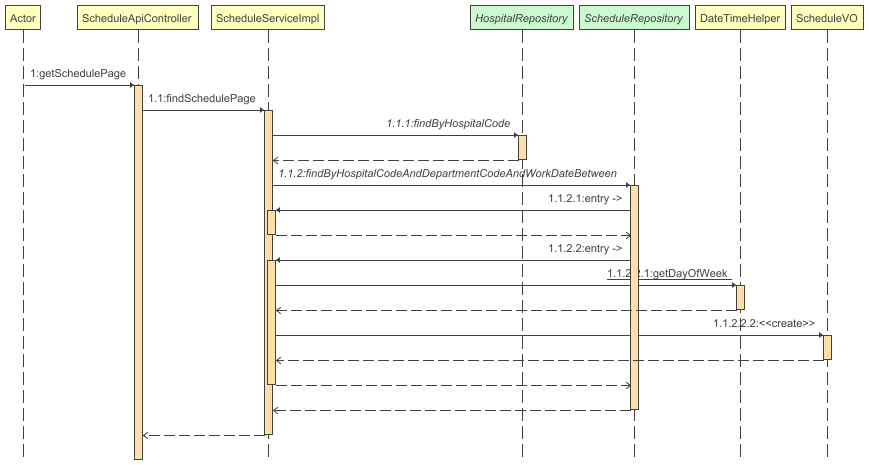 Actor
ScheduleApiController
ScheduleServiceImpl
HospitalRepository
ScheduleRepository
DateTimeHelper
ScheduleVO
1:getSchedulePage
1.1:findSchedulePage
1.1.1:findByHospitalCode
1.1.2:findByHospitalCodeAndDepartmentCodeAndWorkDateBetween
1.1.2.1:entry ->
1.1.2.2:entry ->
1.1.2.2.1:getDayOfWeek
1.1.2.2.2:<<create>>